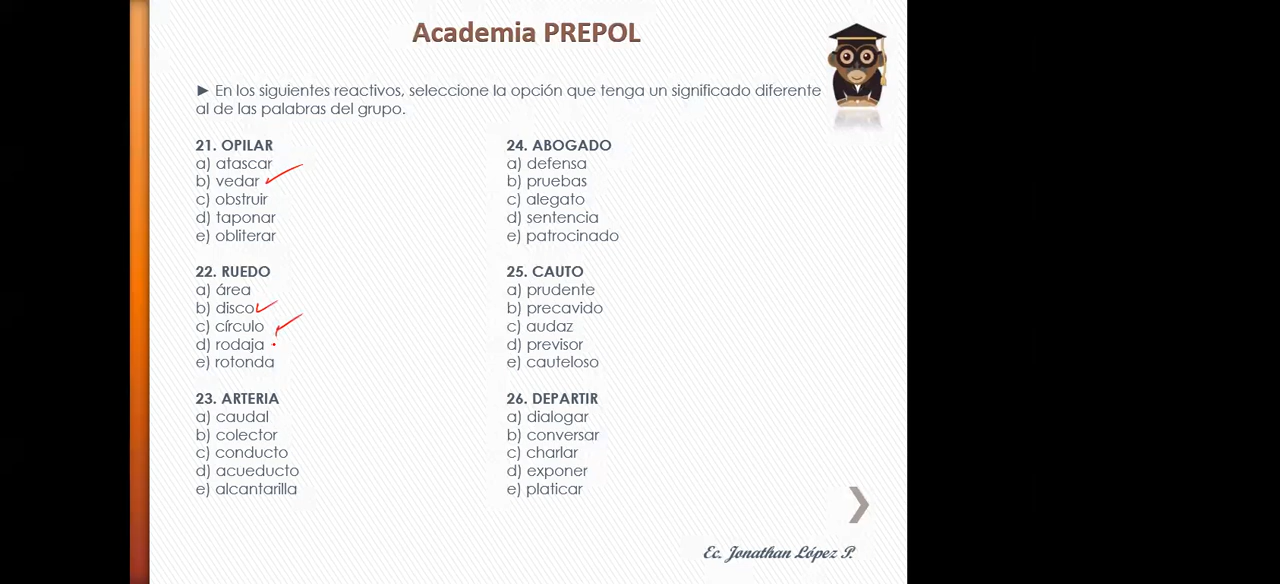 Academia PREPOL
► En los siguientes reactivos, seleccione la opción que tenga un significado diferente
al de las palabras del grupo.
21. OPILAR
a) atascar
b) vedar
c) obstruir
d) taponar
e) obliterar
22. RUEDO
a) área
b) disco
c) círculo
d) rodaja
e) rotonda
23. ARTERIA
a) caudal
b) colector
c) conducto
d) acueducto
e) alcantarilla
24. ABOGADO
a) defensa
b) pruebas
c) alegato
d) sentencia
e) patrocinado
25. CAUTO
a) prudente
b) precavido
c) audaz
d) previsor
e) cauteloso
26. DEPARTIR
a) dialogar
b) conversar
c) charlar
d) exponer
e) platicar
Ec. Jonathan López P.